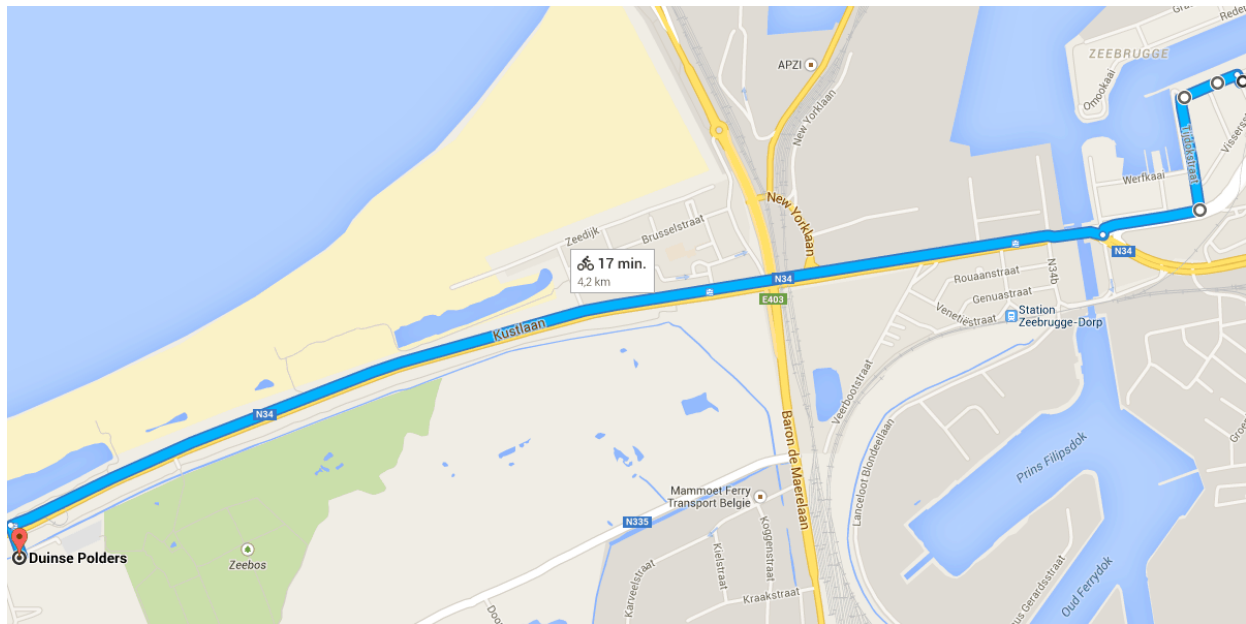 ZEEBRUGGE
APZI
Omookaai
New Yorklaan
Tijdokstraat
Werfkaai
New Yorklaan
Brusselstraat
Zeedijk
17 min.
4,2 km
N34
N34
N34b
Rouaanstraat
Genuastraat
Venetiëstraat
E403
Station
Zeebrugge-Dorp
Kustlaan
N34
Veerbootstraat
Baron de Maerelaan
Lanceloot Blondeellaan
Prins Filipsdok
Mammoet Ferry
Transport Belgie
N335
Koggenstraat
Kielstraat
Karveelstraat
Kraakstraat
Oud Ferrydok
Duinse Polders
Zeebos